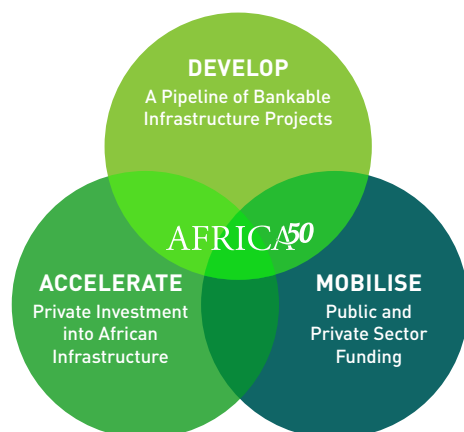 DEVELOP
A Pipeline of Bankable
Infrastructure Projects
AFRICA50
ACCELERATE
Private Investment
into African
Infrastructure
MOBILISE
Public and
Private Sector
Funding